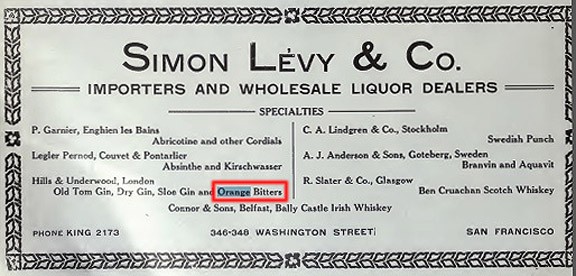 SIMON LÉVY & CO.
IMPORTERS AND WHOLESALE LIQUOR DEALERS
SPECIALTIES
P. Garnier, Enghien les Bains
Abricotine and other Cordials
Legler Pernod, Couvet & Pontarlier
Absinthe and Kirschwasser
Hills & Underwood, London
Old Tom Gin, Dry Gin, Sloe Gin and Orange Bitters
C. A. Lindgren & Co., Stockholm
Swedish Punch
A. J. Anderson & Sons, Goteberg, Sweden
Branvin and Aquavit
R. Slater & Co., Glasgow
Ben Cruachan Scotch Whiskey
Connor & Sons, Belfast, Bally Castle Irish Whiskey
PHONE KING 2173 346-348 WASHINGTON STREET SAN FRANCISCO